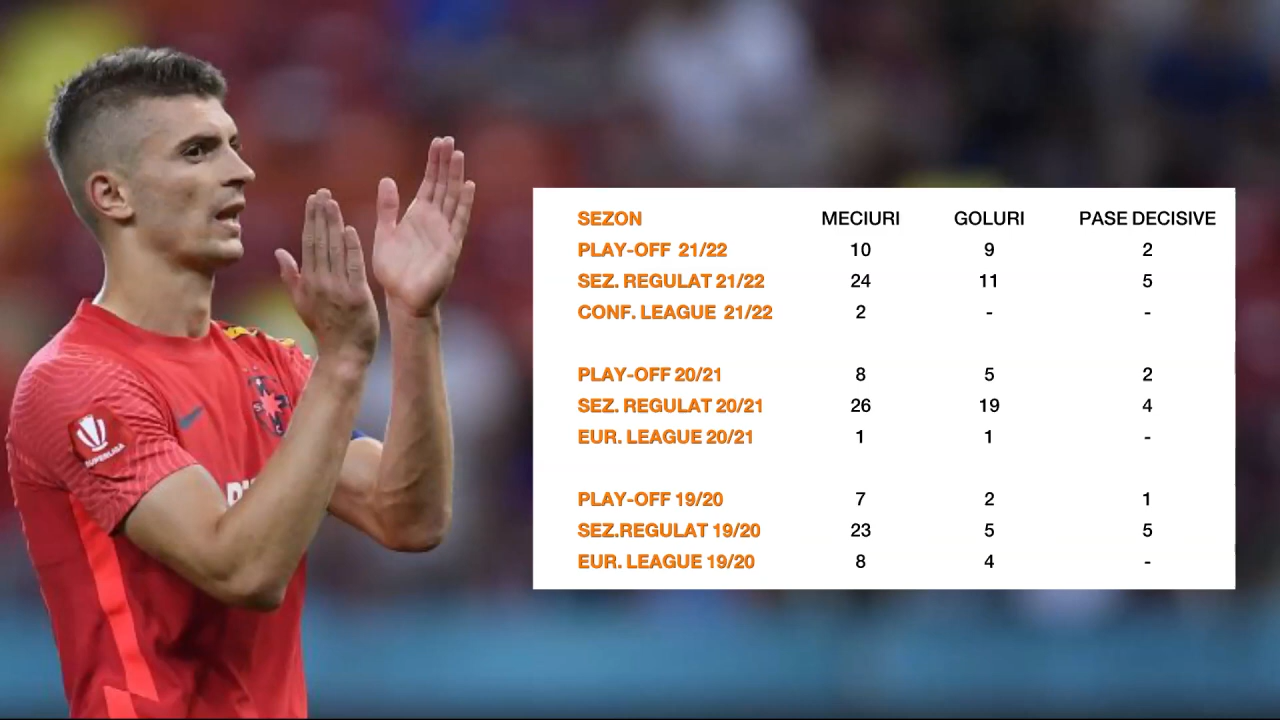 SEZON MECIURI GOLURI PASE DECISIVE
PLAY-OFF 21/22 10 9 2
SEZ. REGULAT 21/22 24 11 5
CONF. LEAGUE 21/22 2 - -
PLAY-OFF 20/21 8 5 2
SEZ. REGULAT 20/21 26 19 4
EUR. LEAGUE 20/21 1 1 -
PLAY-OFF 19/20 7 2 1
SEZ.REGULAT 19/20 23 5 5
EUR. LEAGUE 19/20 8 4 -
SUPERLIGA